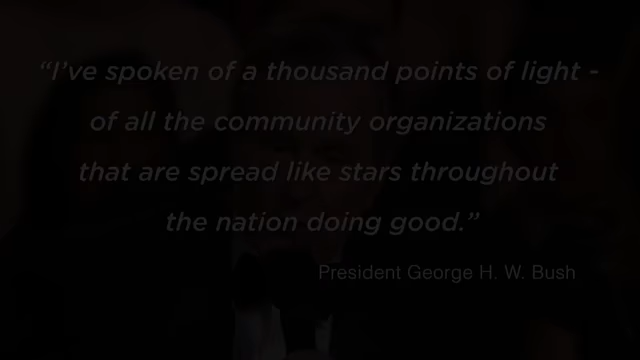 “I’ve spoken of a thousand points of light -
of all the community organizations
that are spread like stars throughout
the nation doing good.”
President George H. W. Bush